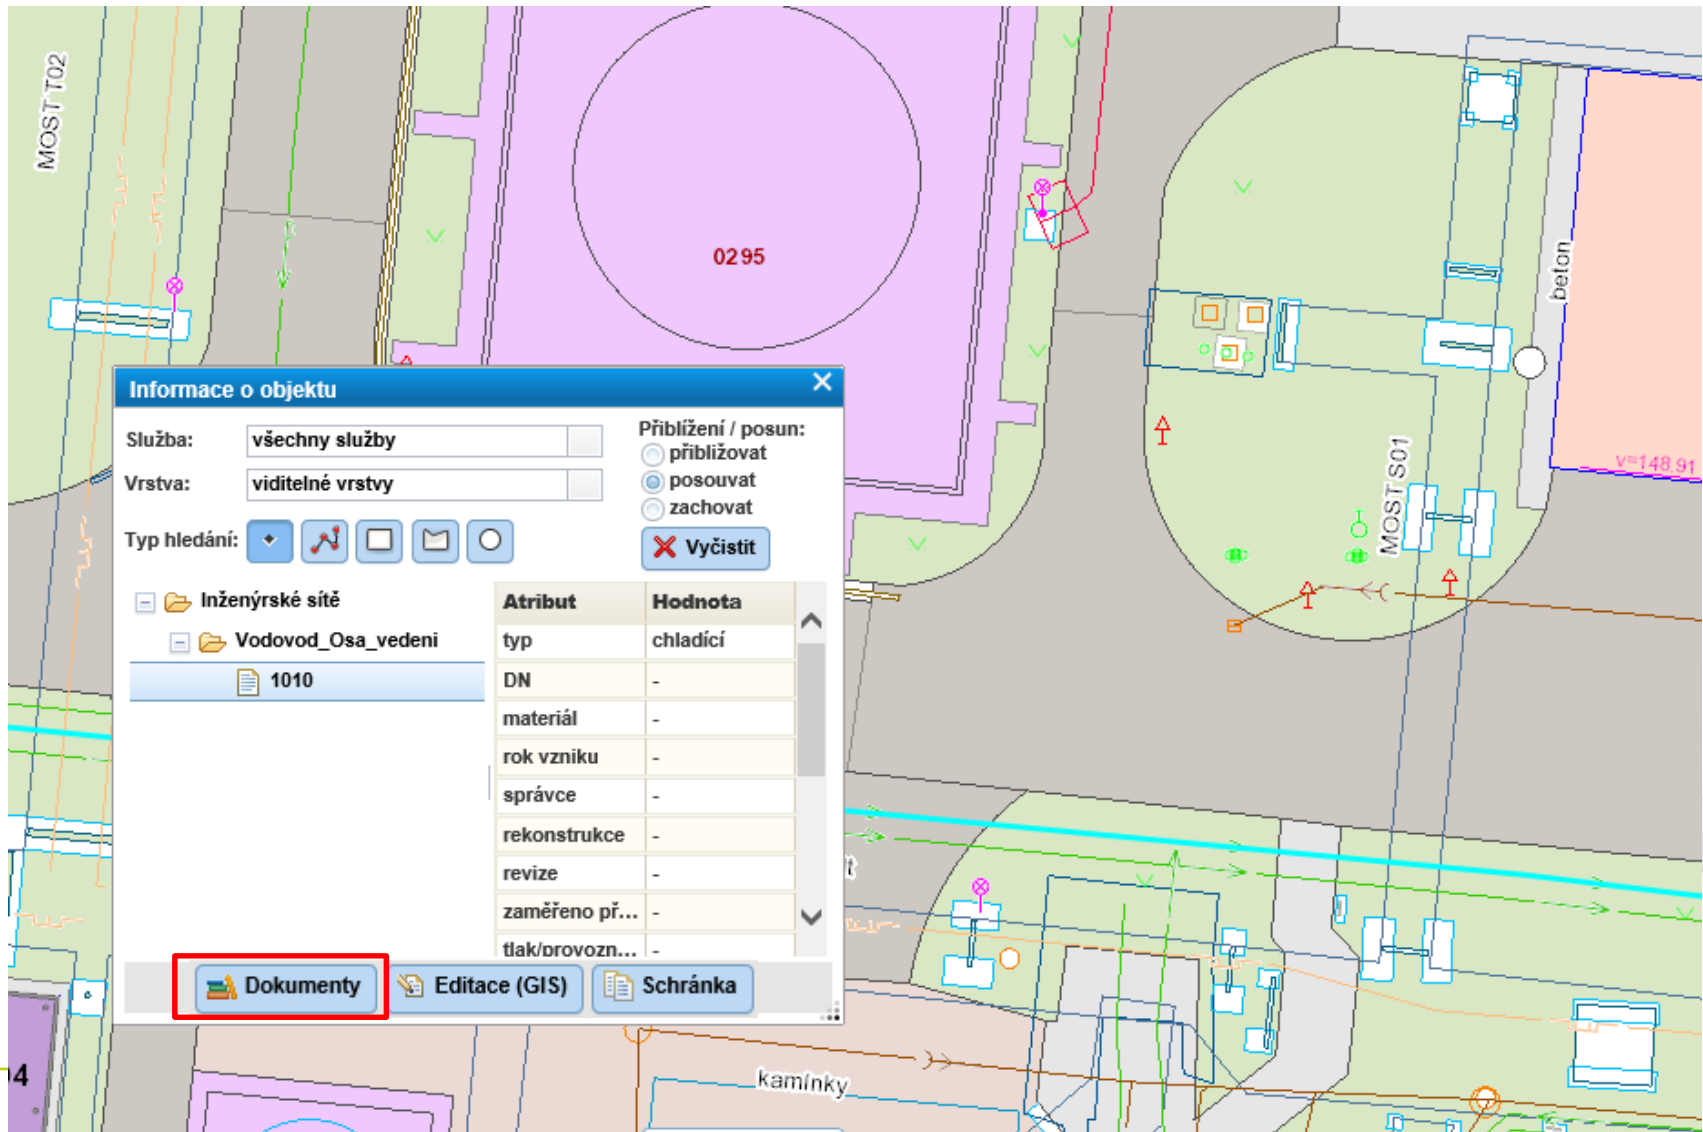 MOST T02
0295
beton
MOST S01
v=148.91
Informace o objektu
Služba:
všechny služby
Vrstva:
viditelné vrstvy
Přiblížení / posun:
přibližovat
posouvat
zachovat
Typ hledání:
Vyčistit
Inženýrské sítě
Vodovod_Osa_vedeni
1010
Atribut Hodnota
typ chladící
DN -
materiál -
rok vzniku -
správce -
rekonstrukce -
revize -
zaměřeno př... -
tlak/provozn... -
Dokumenty
Editace (GIS)
Schránka
kamínky